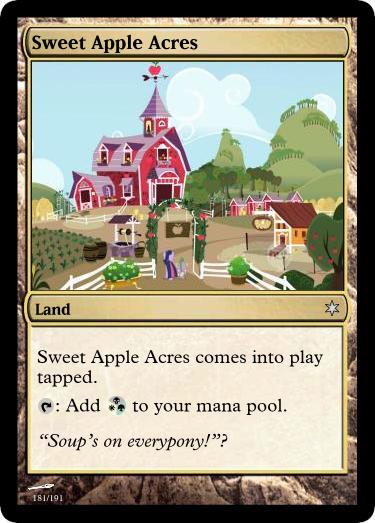 Sweet Apple Acres
Land
Sweet Apple Acres comes into play
tapped.
: Add to your mana pool.
“Soup’s on everypony!”?
181/191